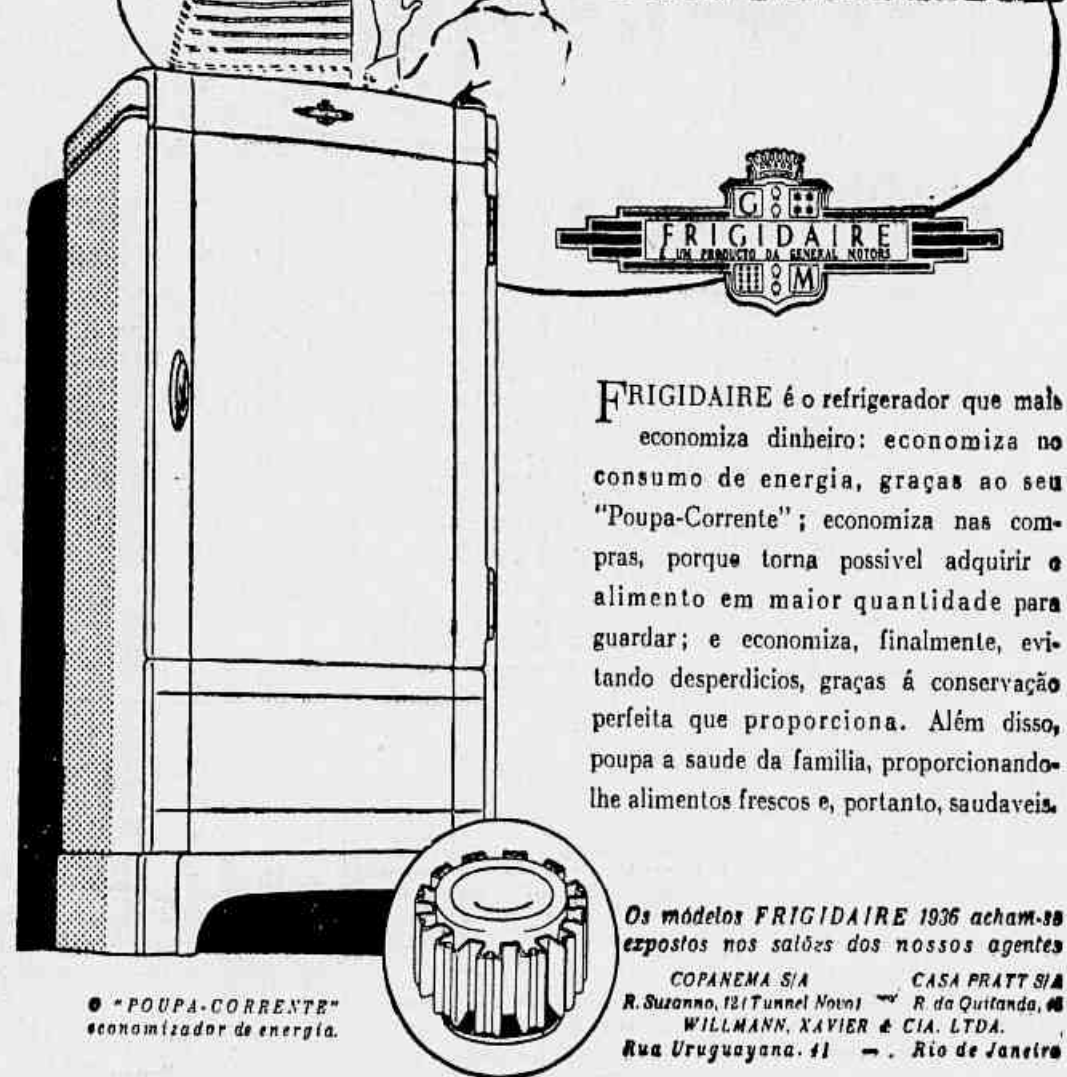 G
FRIGIDAIRE
É UM PRODUCTO DA GENERAL MOTORS
M
FRIGIDAIRE é o refrigerador que mais
economiza dinheiro: economiza no
consumo de energia, graças ao seu
"Poupa-Corrente"; economiza nas com-
pras, porque torna possivel adquirir o
alimento em maior quantidade para
guardar; e economiza, finalmente, evi-
tando desperdicios, graças á conservação
perfeita que proporciona. Além disso,
poupa a saude da familia, proporcionando-
lhe alimentos frescos e, portanto, saudaveis.
O "POUPA-CORRENTE"
economizador de energia.
Os módelos FRIGIDAIRE 1936 acham-se
expostos nos salões dos nossos agentes
COPANEMA S/A CASA PRATT S/A
R. Suzanno, 12 (Tunnel Novo) R. da Quitanda,
WILLMANN, XAVIER & CIA. LTDA.
Rua Uruguayana. 41 - . Rio de Janeiro